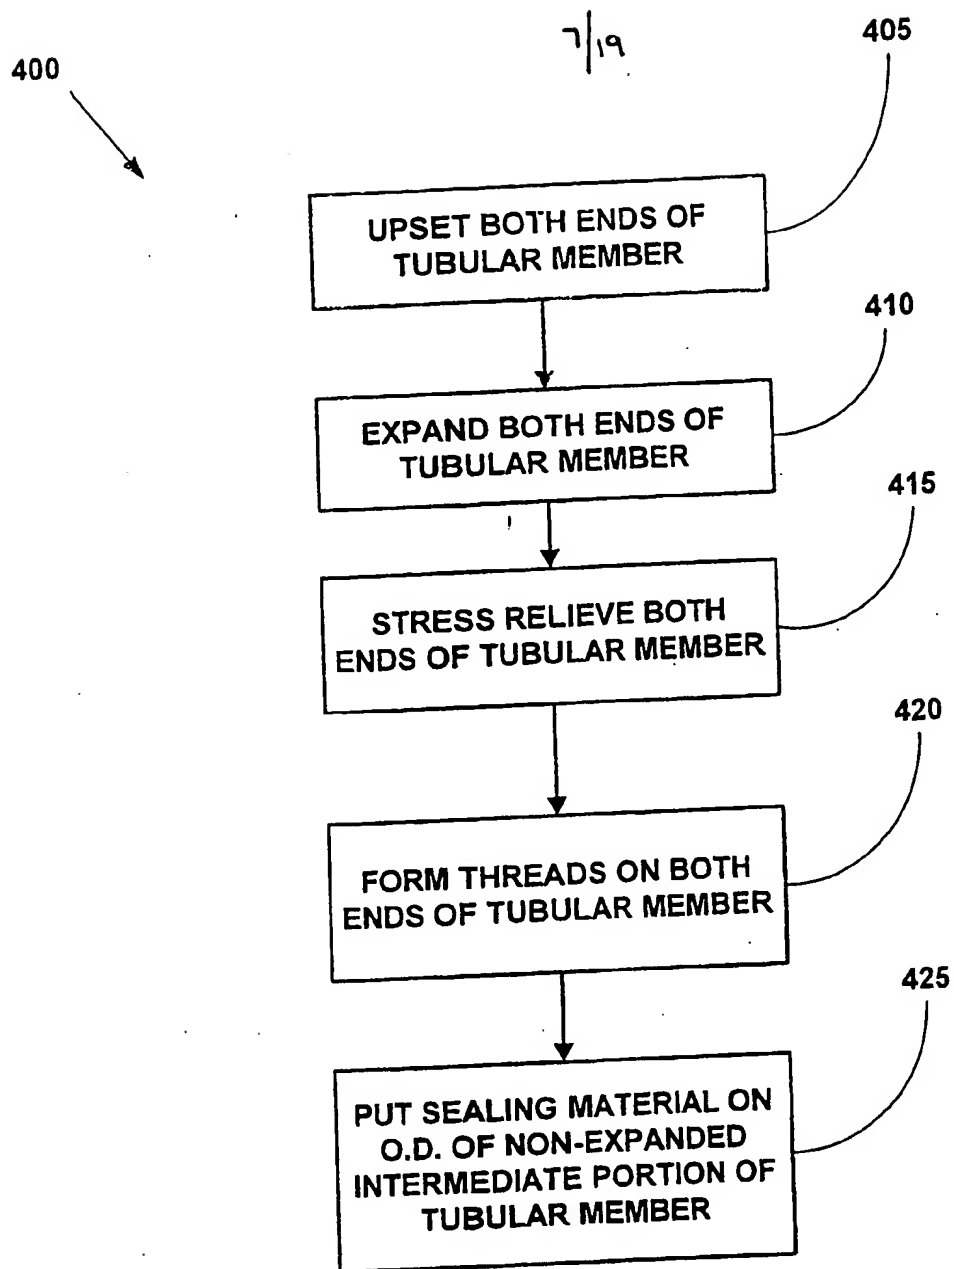 7/19
400
405
UPSET BOTH ENDS OF
TUBULAR MEMBER
410
EXPAND BOTH ENDS OF
TUBULAR MEMBER
415
STRESS RELIEVE BOTH
ENDS OF TUBULAR MEMBER
420
FORM THREADS ON BOTH
ENDS OF TUBULAR MEMBER
425
PUT SEALING MATERIAL ON
O.D. OF NON-EXPANDED
INTERMEDIATE PORTION OF
TUBULAR MEMBER